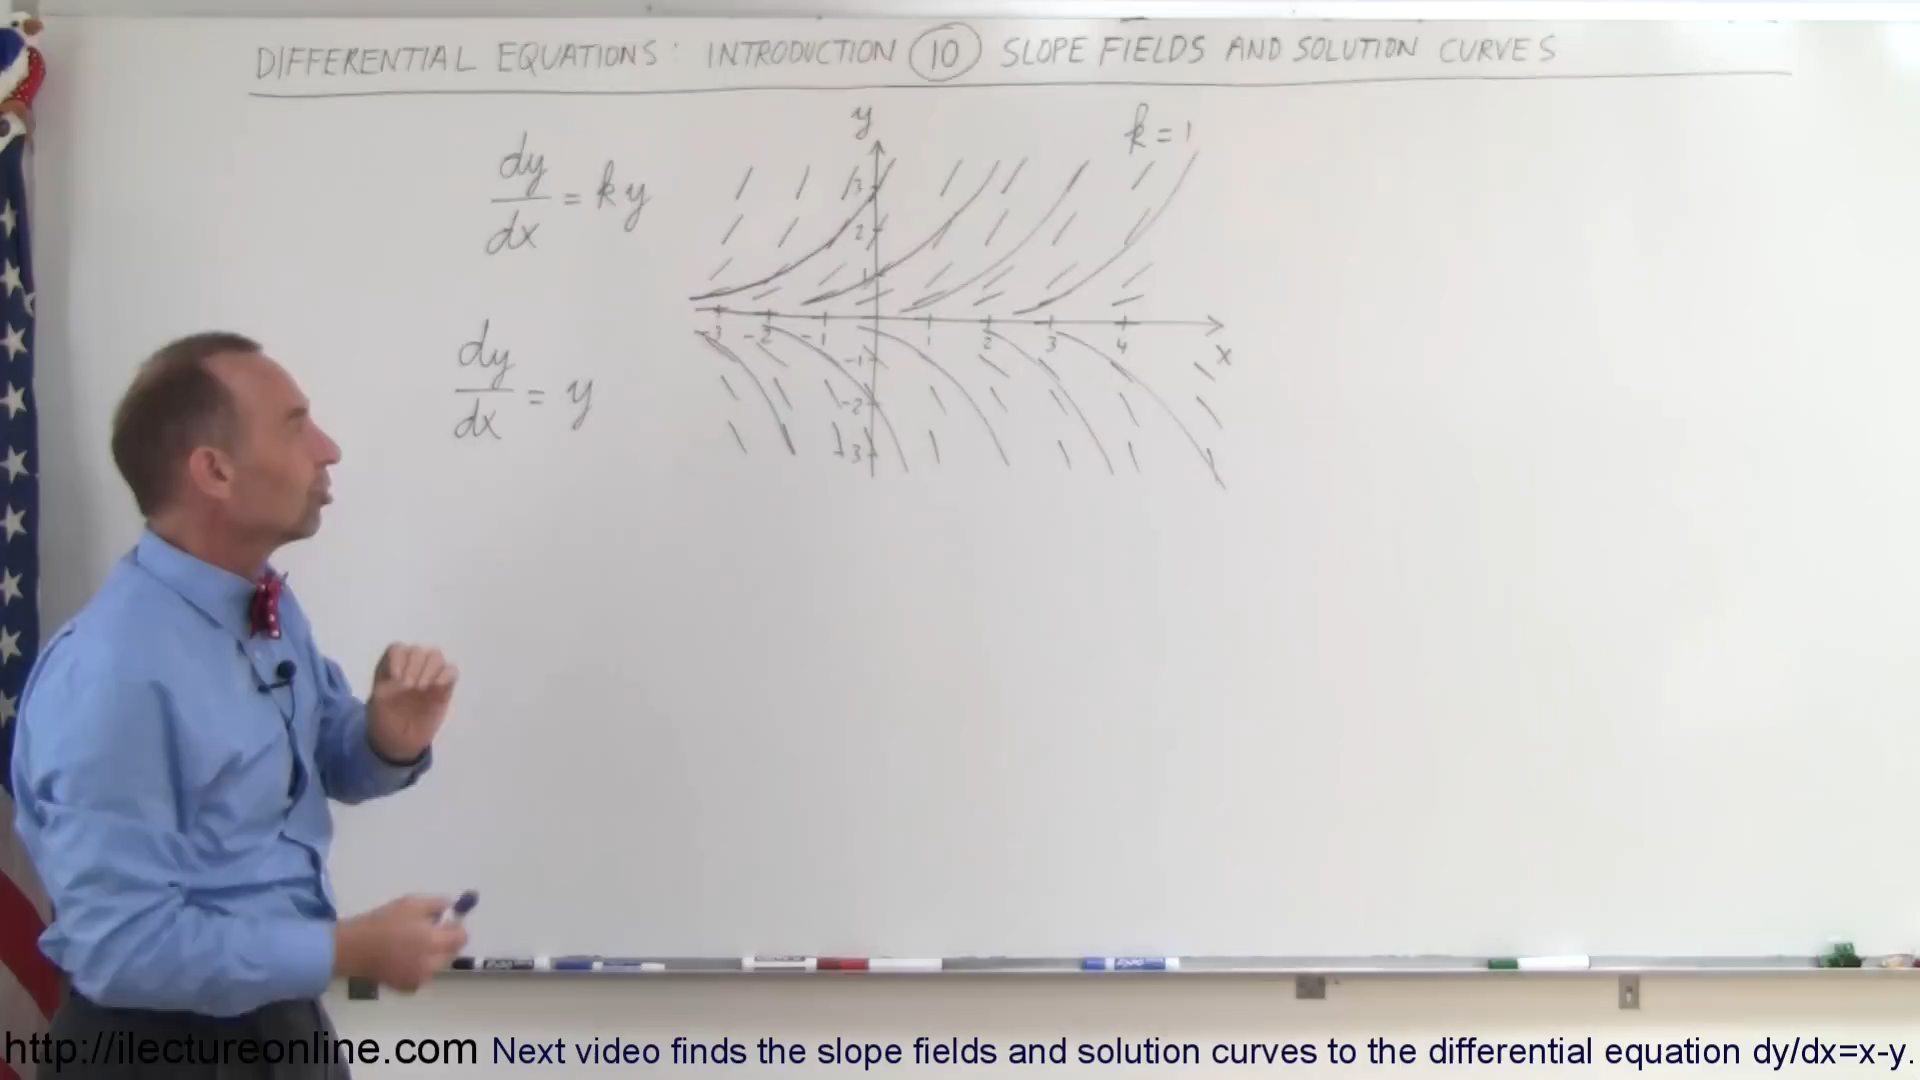 DIFFERENTIAL EQUATIONS: INTRODUCTION 10 SLOPE FIELDS AND SOLUTION CURVES
y
k = 1
dy/dx = ky
3
2
1
-3 -2 -1 1 2 3 4
x
-1
-2
-3
dy/dx = y
EXPO
http://ilectureonline.com Next video finds the slope fields and solution curves to the differential equation dy/dx=x-y.